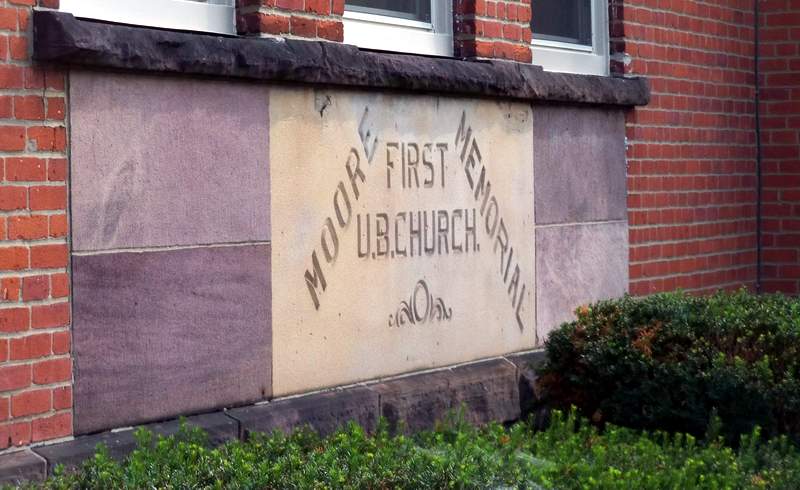 MOORE MEMORIAL
FIRST
U.B. CHURCH.